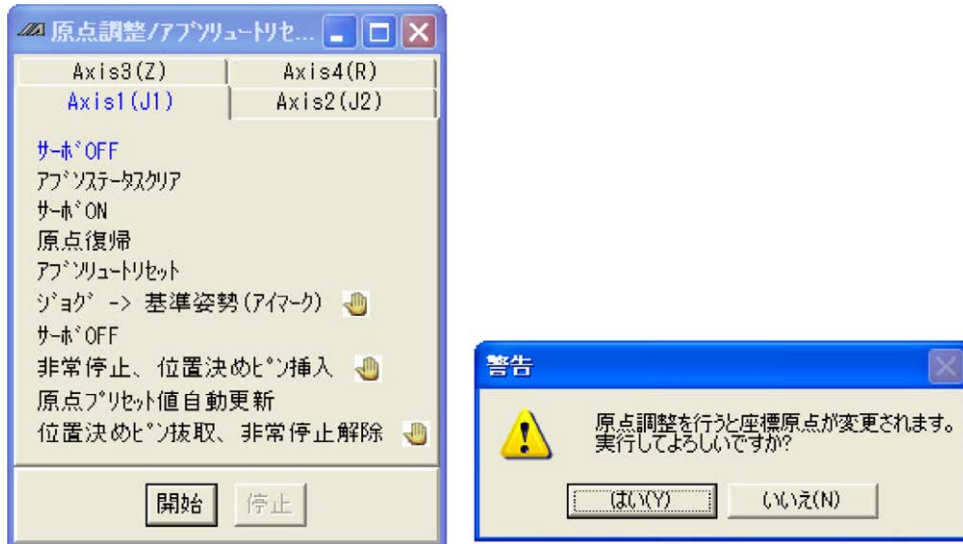 原点調整/アブソリュートリセ...
Axis3(Z)
Axis4(R)
Axis1(J1)
Axis2(J2)
サーボOFF
アブソステータスクリア
サーボON
原点復帰
アブソリュートリセット
ジョグ -> 基準姿勢(アイマーク)
サーボOFF
非常停止、位置決めピン挿入
原点プリセット値自動更新
位置決めピン抜取、非常停止解除
開始
停止
警告
原点調整を行うと座標原点が変更されます。
実行してよろしいですか?
はい(Y)
いいえ(N)